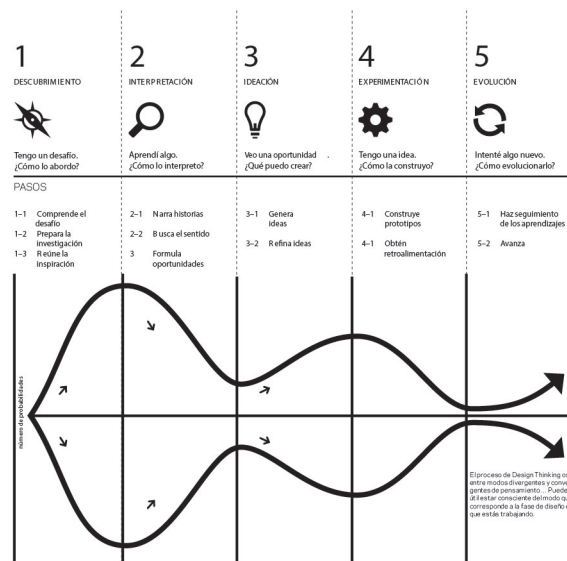 1
DESCUBRIMIENTO
Tengo un desafío.
¿Cómo lo abordo?
2
INTERPRETACIÓN
Aprendí algo.
¿Cómo lo interpreto?
3
IDEACIÓN
Veo una oportunidad .
¿Qué puedo crear?
4
EXPERIMENTACIÓN
Tengo una idea.
¿Cómo la construyo?
5
EVOLUCIÓN
Intenté algo nuevo.
¿Cómo evolucionarlo?
PASOS
1–1 Comprende el
desafío
1–2 Prepara la
investigación
1–3 Reúne la
inspiración
2–1 Narra historias
2–2 Busca el sentido
3 Formula
oportunidades
3–1 Genera
ideas
3–2 Refina ideas
4–1 Construye
prototipos
4–1 Obtén
retroalimentación
5–1 Haz seguimiento
de los aprendizajes
5–2 Avanza
número de probabilidades
El proceso de Design Thinking
entre modos divergentes y
gentes de pensamiento... Puede
útil estar consciente del modo
corresponde a la fase de diseño
que estás trabajando.